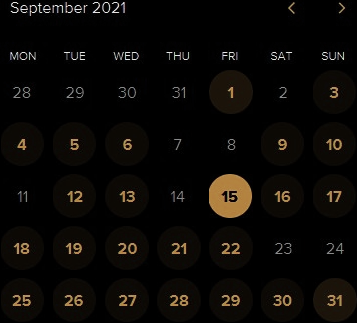 September 2021
MON TUE WED THU FRI SAT SUN
28 29 30 31 1 2 3
4 5 6 7 8 9 10
11 12 13 14 15 16 17
18 19 20 21 22 23 24
25 26 27 28 29 30 31